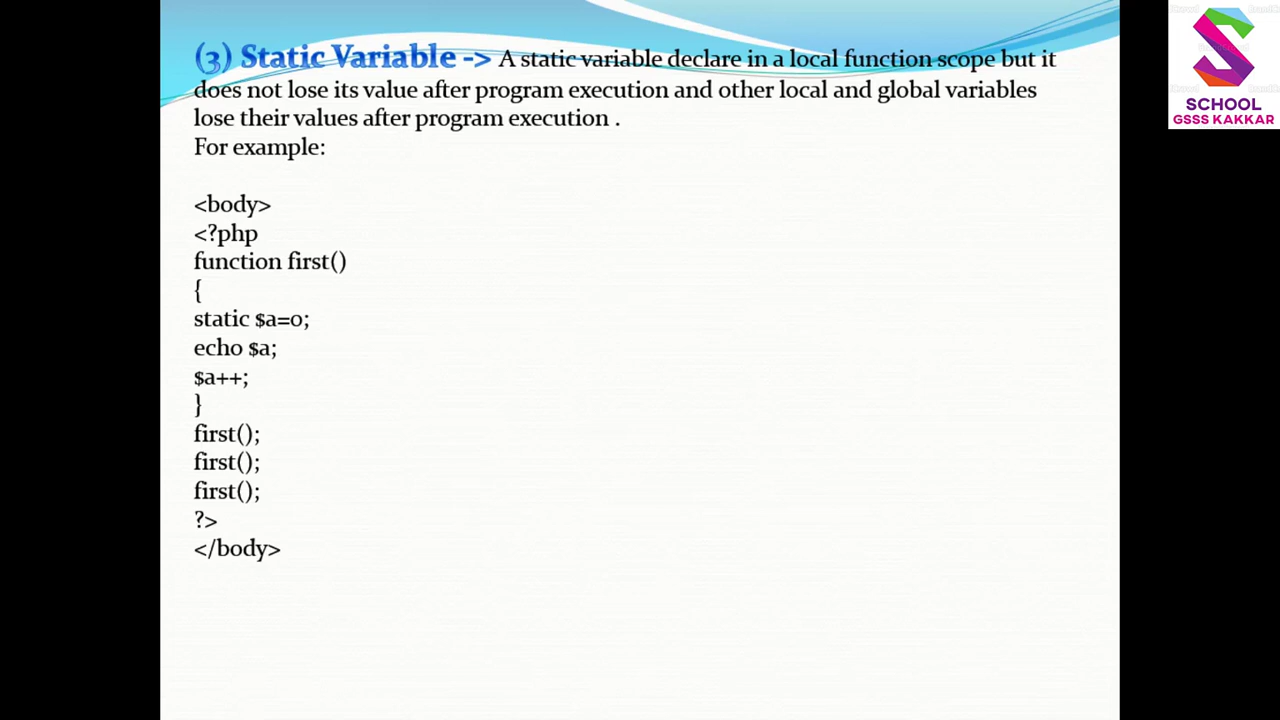 (3) Static Variable -> A static variable declare in a local function scope but it
does not lose its value after program execution and other local and global variables
lose their values after program execution .
For example:
<body>
<?php
function first()
{
static $a=0;
echo $a;
$a++;
}
first();
first();
first();
?>
</body>
SCHOOL
GSSS KAKKAR